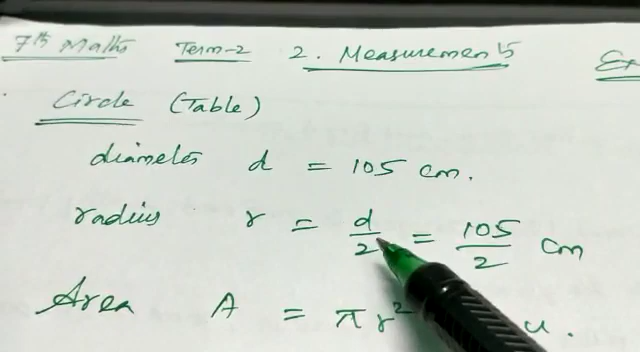 7th Maths Term-2 2. Measurements
Circle (Table)
diameter d = 105 cm.
radius r = d/2 = 105/2 cm
Area A = πr² u.